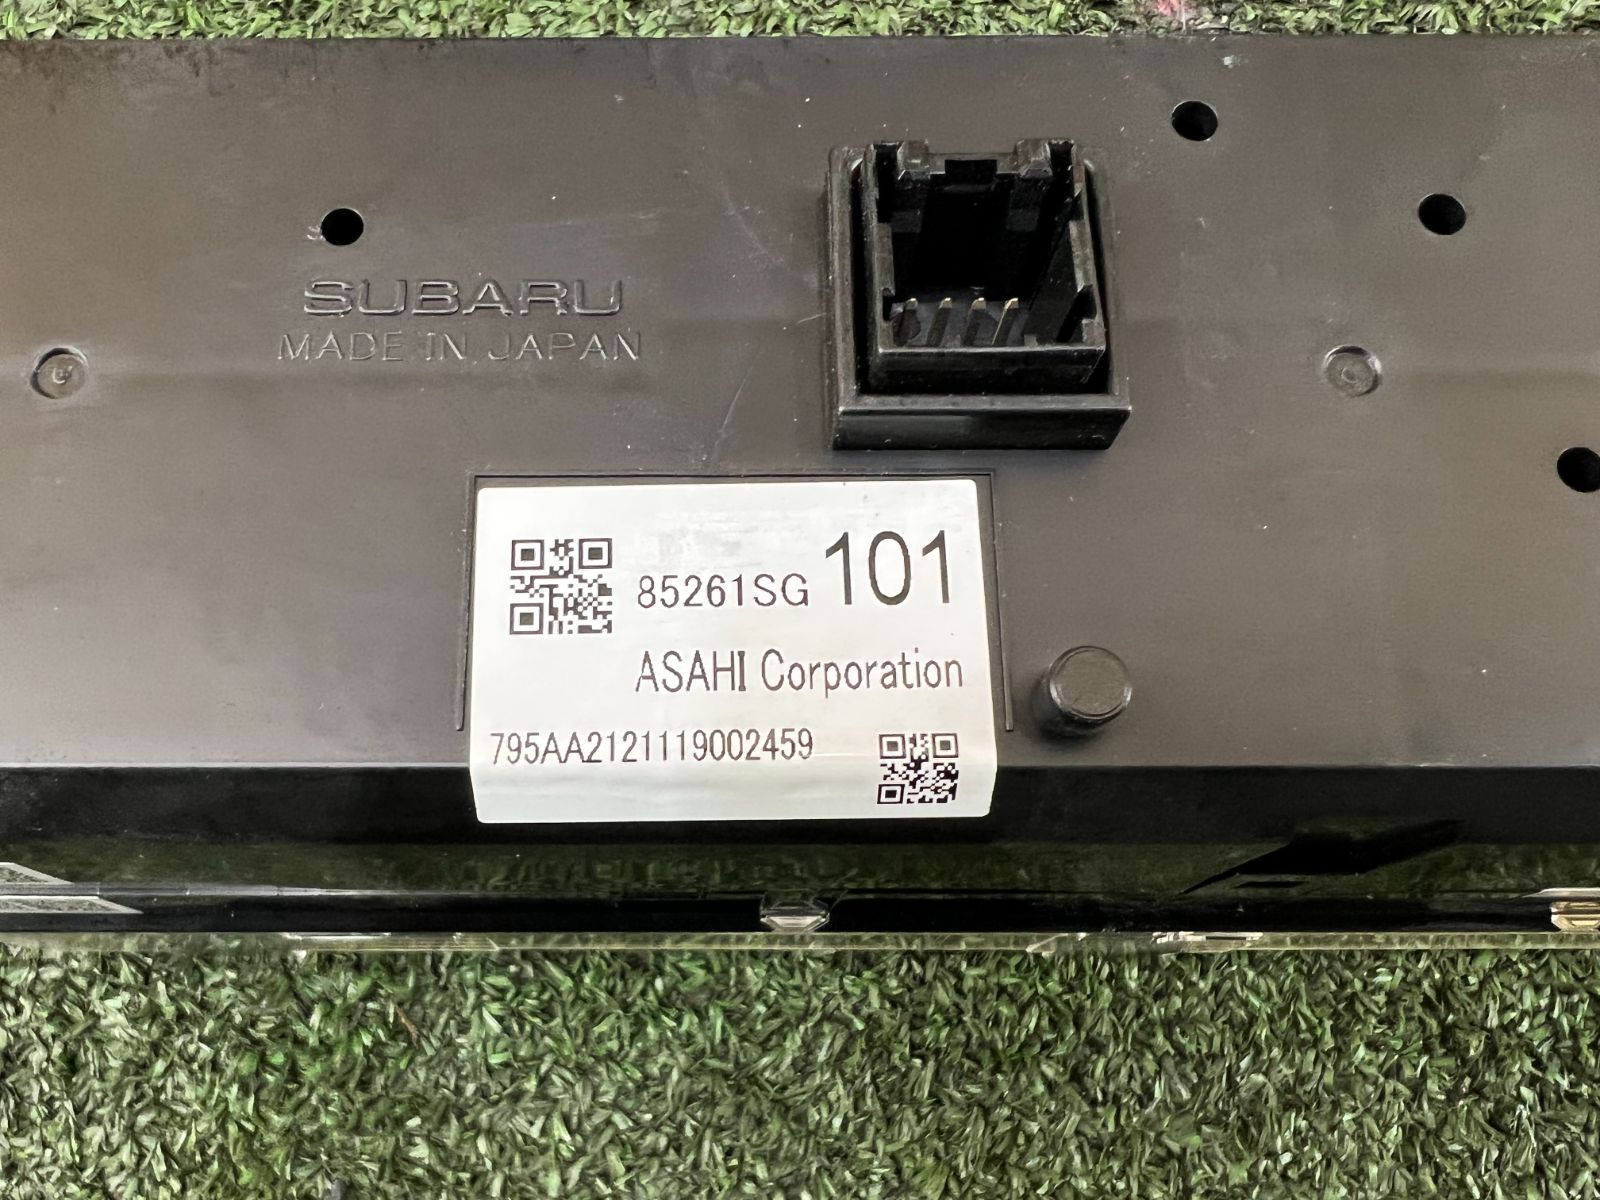 SUBARU
MADE IN JAPAN
85261SG 101
ASAHI Corporation
795AA2121119002459